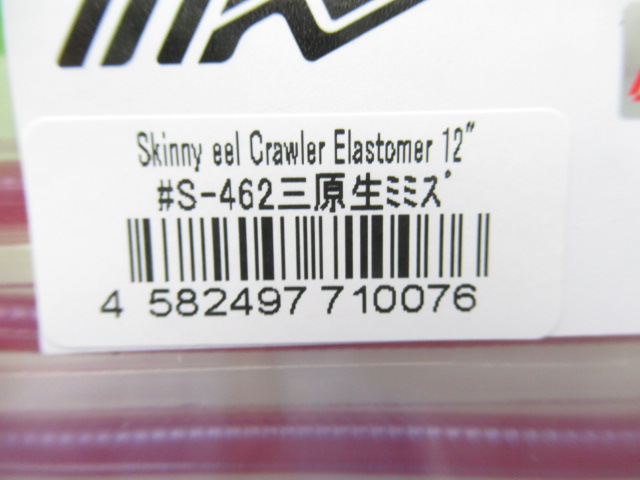 Skinny eel Crawler Elastomer 12"
#S-462三原生ﾐﾐｽﾞ
4 582497 710076